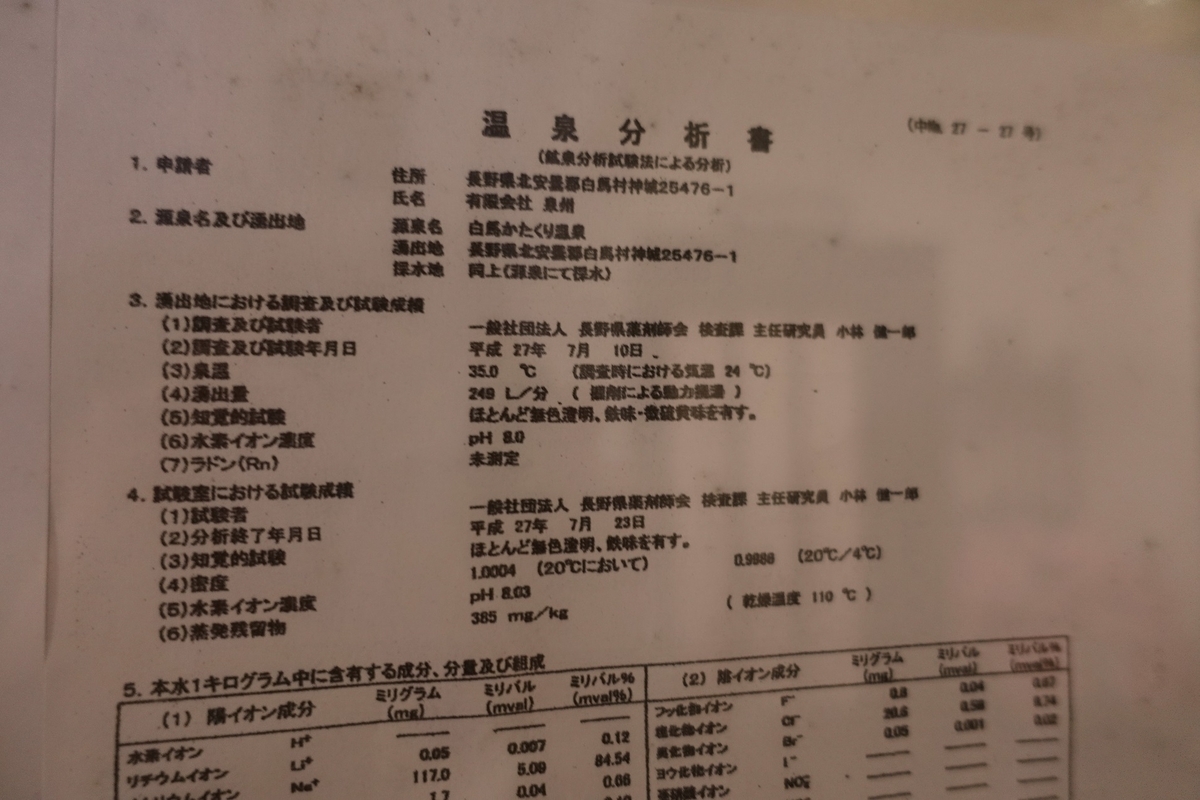 温泉分析書
(鉱泉分析試験法による分析)
27 - 27 号)
1. 申請者
住所 長野県北安曇郡白馬村神城25476-1
氏名 有限会社 泉州
2. 源泉名及び湧出地
源泉名 白馬かたくり温泉
湧出地 長野県北安曇郡白馬村神城25476-1
採水地 同上(源泉にて採水)
3. 湧出地における調査及び試験成績
(1)調査及び試験者 一般社団法人 長野県薬剤師会 検査課 主任研究員 小林 健一郎
(2)調査及び試験年月日 平成 27年 7月 10日
(3)泉温 35.0 ℃ (調査時における気温 24 ℃)
(4)湧出量 249 L/分 ( 掘削による動力揚湯 )
(5)知覚的試験 ほとんど無色澄明、鉄味・微硫黄味を有す。
(6)水素イオン濃度 pH 8.0
(7)ラドン(Rn) 未測定
4. 試験室における試験成績
(1)試験者 一般社団法人 長野県薬剤師会 検査課 主任研究員 小林 健一郎
(2)分析終了年月日 平成 27年 7月 23日
(3)知覚的試験 ほとんど無色澄明、鉄味を有す。
(4)密度 1.0004 (20℃において) 0.9986 (20℃/4℃)
(5)水素イオン濃度 pH 8.03
(6)蒸発残留物 385 mg/kg ( 乾燥温度 110 ℃ )
5. 本水1キログラム中に含有する成分、分量及び組成
(1) 陽イオン成分 ミリグラム (mg) ミリバル (mval) ミリバル% (mval%)
水素イオン H⁺
リチウムイオン Li⁺ 0.05 0.007 0.12
Na⁺ 117.0 5.09 84.54
1.7 0.04 0.66
(2) 陰イオン成分 ミリグラム (mg) ミリバル (mval) ミリバル% (mval%)
フッ化物イオン F⁻ 0.8 0.04
塩化物イオン Cl⁻ 20.6 0.58
臭化物イオン Br⁻ 0.05 0.001 0.02
ヨウ化物イオン I⁻
亜硝酸イオン